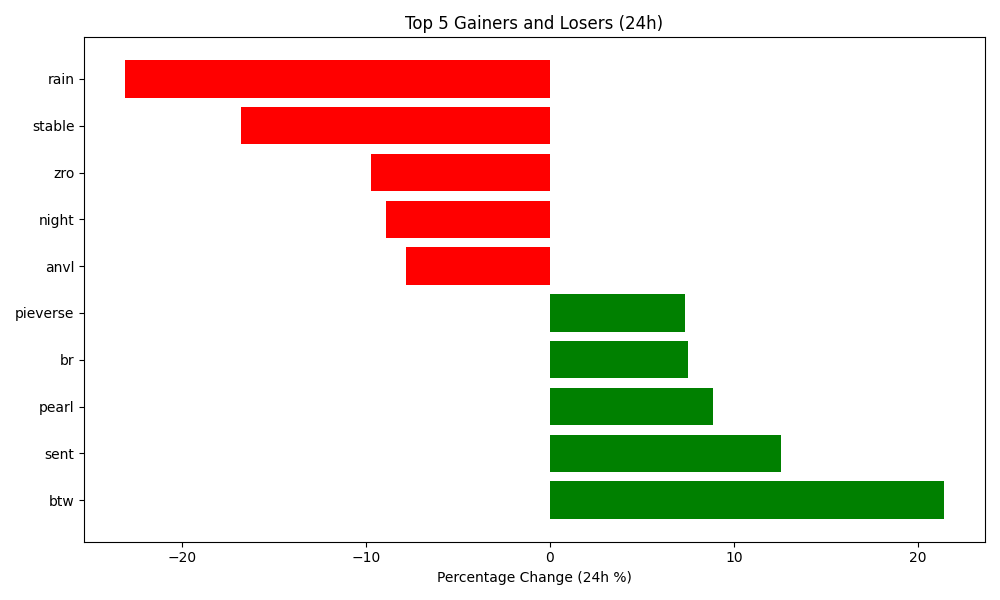 Top 5 Gainers and Losers (24h)
rain
stable
zro
night
anvl
pieverse
br
pearl
sent
btw
−20 −10 0 10 20
Percentage Change (24h %)